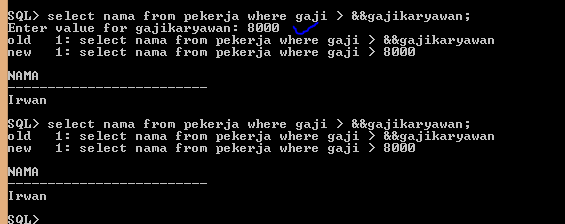 SQL> select nama from pekerja where gaji > &&gajikaryawan;
Enter value for gajikaryawan: 8000
old   1: select nama from pekerja where gaji > &&gajikaryawan
new   1: select nama from pekerja where gaji > 8000
NAMA
-------------------------
Irwan
SQL> select nama from pekerja where gaji > &&gajikaryawan;
old   1: select nama from pekerja where gaji > &&gajikaryawan
new   1: select nama from pekerja where gaji > 8000
NAMA
-------------------------
Irwan
SQL>